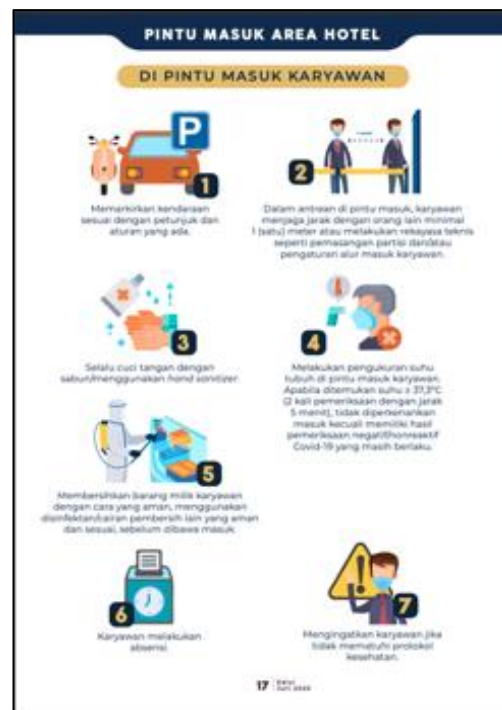 PINTU MASUK AREA HOTEL
DI PINTU MASUK KARYAWAN
P
1
Memarkirkan kendaraan
sesuai dengan petunjuk dan
aturan yang ada.
2
Dalam antrean di pintu masuk, karyawan
menjaga jarak dengan orang lain minimal
1 (satu) meter atau melakukan rekayasa teknis
seperti pemasangan partisi dan/atau
pengaturan alur masuk karyawan.
3
Selalu cuci tangan dengan
sabun/menggunakan hand sanitizer.
4
Melakukan pengukuran suhu
tubuh di pintu masuk karyawan.
Apabila ditemukan suhu ≥ 37,3°C
(2 kali pemeriksaan dengan jarak
5 menit), tidak diperkenankan
masuk kecuali memiliki hasil
pemeriksaan negatif/nonreaktif
Covid-19 yang masih berlaku.
5
Membersihkan barang milik karyawan
dengan cara yang aman, menggunakan
disinfektan/cairan pembersih lain yang aman
dan sesuai, sebelum dibawa masuk
6
Karyawan melakukan
absensi.
7
Mengingatkan karyawan jika
tidak mematuhi protokol
kesehatan.
17
Edisi
Juli 2020